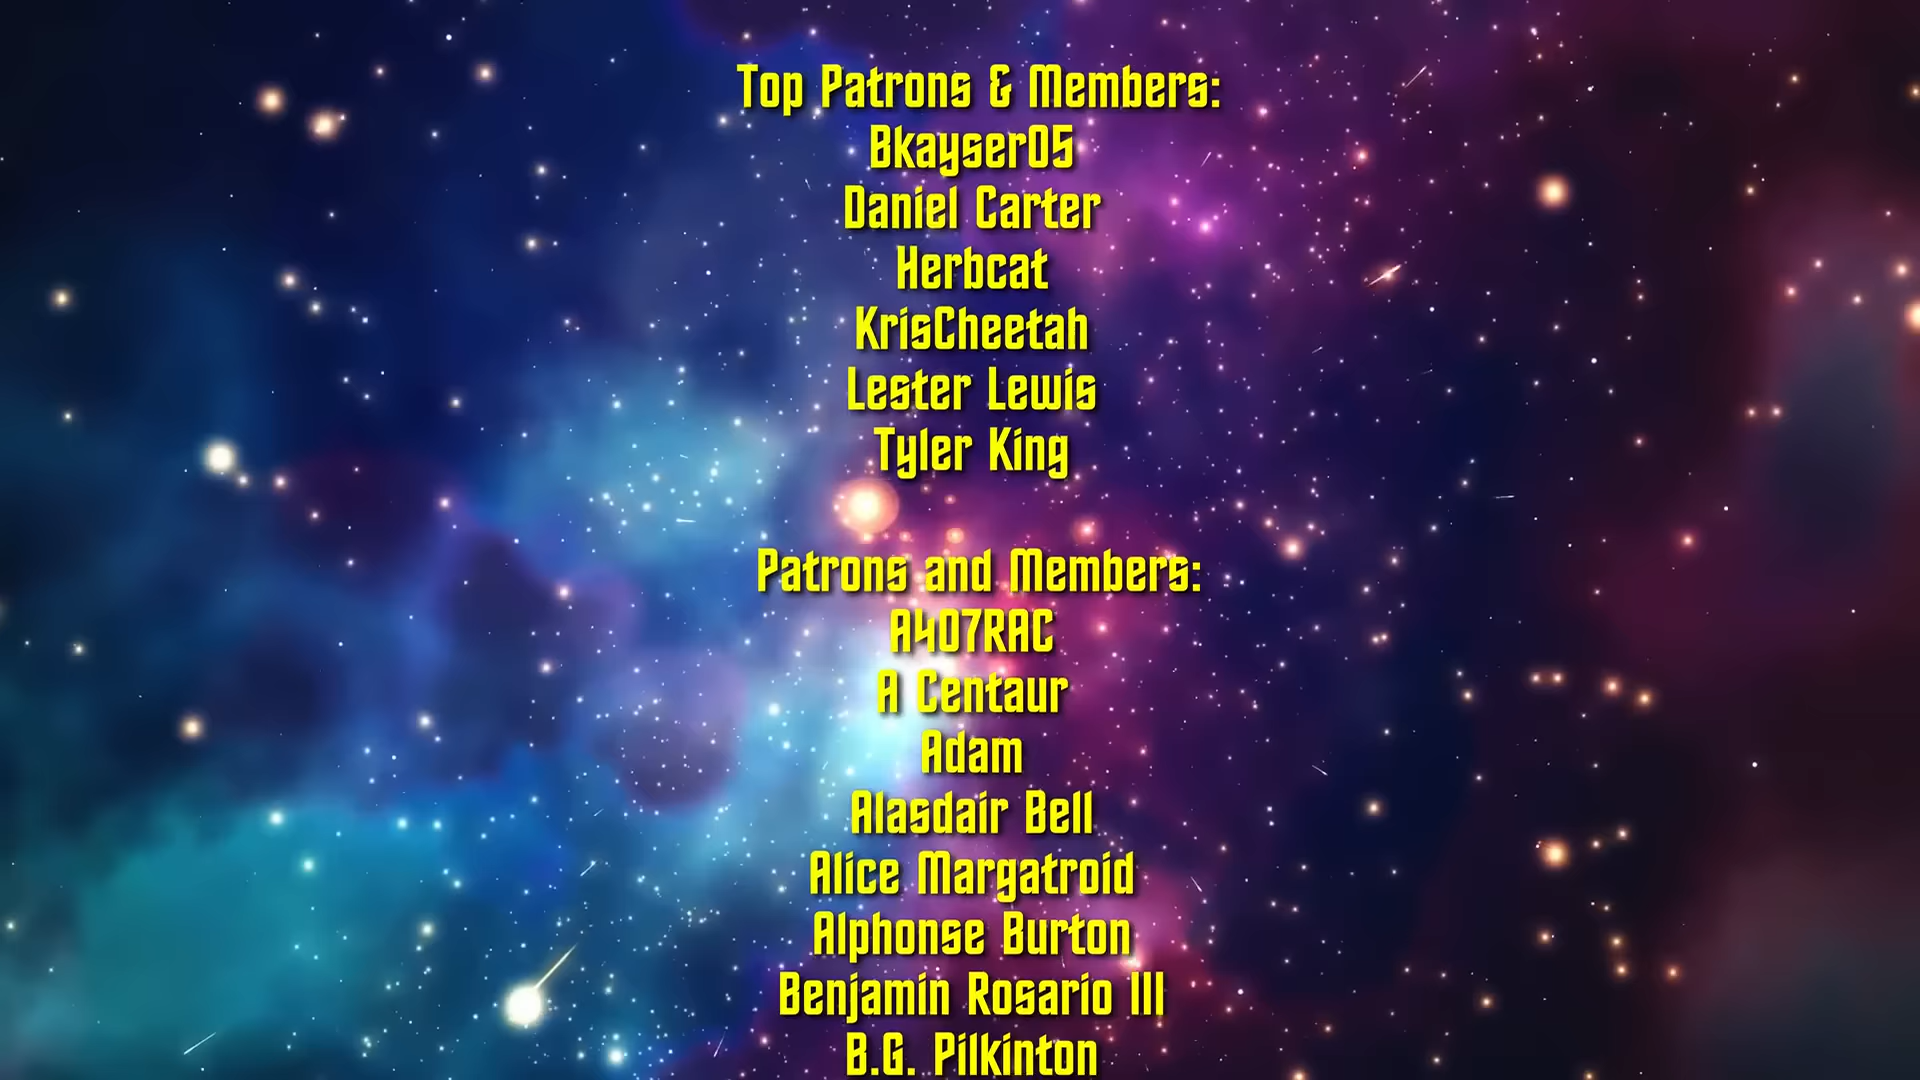 Top Patrons & Members:
Bkayser05
Daniel Carter
Herbcat
KrisCheetah
Lester Lewis
Tyler King
Patrons and Members:
A407RAC
A Centaur
Adam
Alasdair Bell
Alice Margatroid
Alphonse Burton
Benjamin Rosario III
B.G. Pilkinton